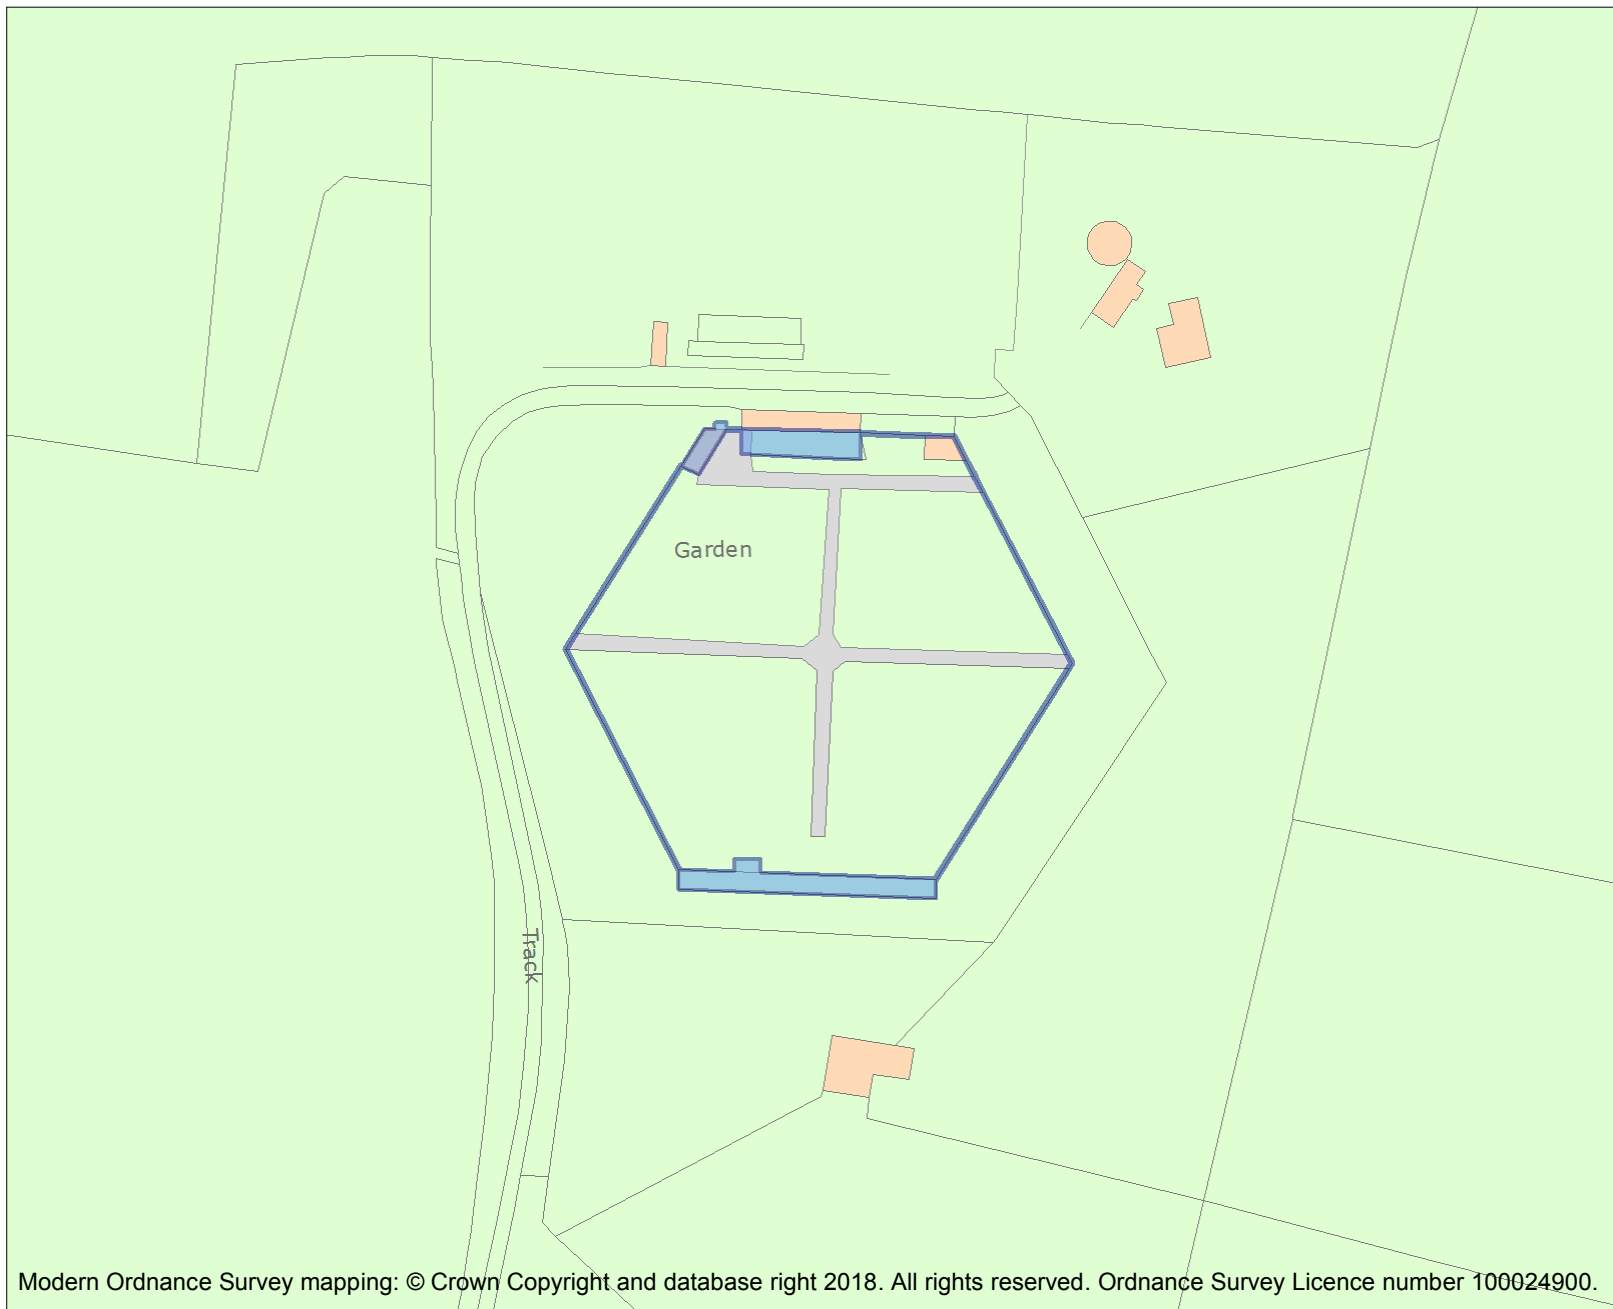 Garden
Track
Modern Ordnance Survey mapping: © Crown Copyright and database right 2018. All rights reserved. Ordnance Survey Licence number 100024900.